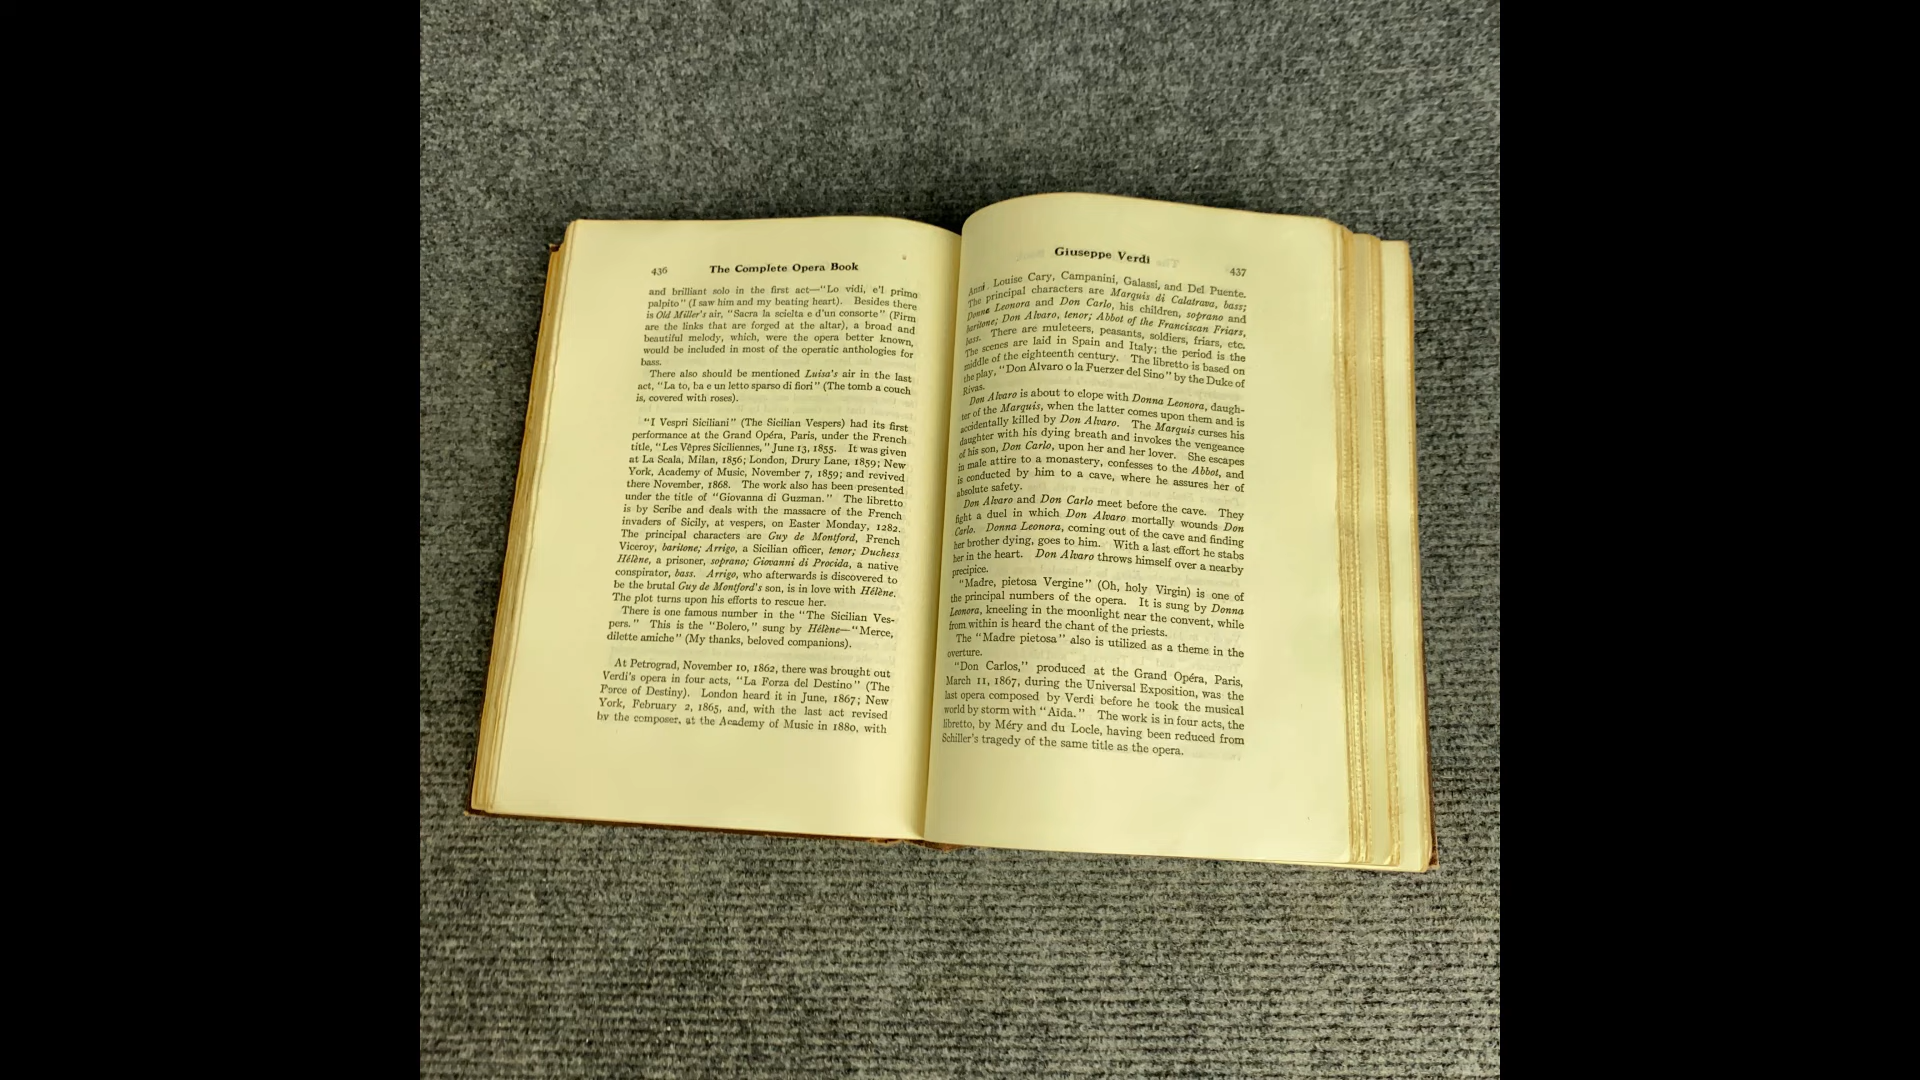 436
The Complete Opera Book
and brilliant solo in the first act—"Lo vidi, e'l primo
palpito" (I saw him and my beating heart). Besides there
is Old Miller's air, "Sacra la scielta e d'un consorte" (Firm
are the links that are forged at the altar), a broad and
beautiful melody, which, were the opera better known,
would be included in most of the operatic anthologies for
bass.
There also should be mentioned Luisa's air in the last
act, "La to, ba e un letto sparso di fiori" (The tomb a couch
is, covered with roses).
"I Vespri Siciliani" (The Sicilian Vespers) had its first
performance at the Grand Opéra, Paris, under the French
title, "Les Vêpres Siciliennes," June 13, 1855. It was given
at La Scala, Milan, 1856; London, Drury Lane, 1859; New
York, Academy of Music, November 7, 1859; and revived
there November, 1868. The work also has been presented
under the title of "Giovanna di Guzman." The libretto
is by Scribe and deals with the massacre of the French
invaders of Sicily, at vespers, on Easter Monday, 1282.
The principal characters are Guy de Montford, French
Viceroy, baritone; Arrigo, a Sicilian officer, tenor; Duchess
Hélène, a prisoner, soprano; Giovanni di Procida, a native
conspirator, bass. Arrigo, who afterwards is discovered to
be the brutal Guy de Montford's son, is in love with Hélène.
The plot turns upon his efforts to rescue her.
There is one famous number in the "The Sicilian Ves-
pers." This is the "Bolero," sung by Hélène—"Merce,
dilette amiche" (My thanks, beloved companions).
At Petrograd, November 10, 1862, there was brought out
Verdi's opera in four acts, "La Forza del Destino" (The
Force of Destiny). London heard it in June, 1867; New
York, February 2, 1865, and, with the last act revised
by the composer, at the Academy of Music in 1880, with
Giuseppe Verdi
437
Louise Cary, Campanini, Galassi, and Del Puente.
The principal characters are Marquis di Calatrava, bass;
Donna Leonora and Don Carlo, his children, soprano and
baritone; Don Alvaro, tenor; Abbot of the Franciscan Friars,
bass. There are muleteers, peasants, soldiers, friars, etc.
The scenes are laid in Spain and Italy; the period is the
middle of the eighteenth century. The libretto is based on
the play, "Don Alvaro o la Fuerzer del Sino" by the Duke of
Rivas.
Don Alvaro is about to elope with Donna Leonora, daugh-
ter of the Marquis, when the latter comes upon them and is
accidentally killed by Don Alvaro. The Marquis curses his
daughter with his dying breath and invokes the vengeance
of his son, Don Carlo, upon her and her lover. She escapes
in male attire to a monastery, confesses to the Abbot, and
is conducted by him to a cave, where he assures her of
absolute safety.
Don Alvaro and Don Carlo meet before the cave. They
fight a duel in which Don Alvaro mortally wounds Don
Carlo. Donna Leonora, coming out of the cave and finding
her brother dying, goes to him. With a last effort he stabs
her in the heart. Don Alvaro throws himself over a nearby
precipice.
"Madre, pietosa Vergine" (Oh, holy Virgin) is one of
the principal numbers of the opera. It is sung by Donna
Leonora, kneeling in the moonlight near the convent, while
from within is heard the chant of the priests.
The "Madre pietosa" also is utilized as a theme in the
overture.
"Don Carlos," produced at the Grand Opéra, Paris,
March 11, 1867, during the Universal Exposition, was the
last opera composed by Verdi before he took the musical
world by storm with "Aïda." The work is in four acts, the
libretto, by Méry and du Locle, having been reduced from
Schiller's tragedy of the same title as the opera.